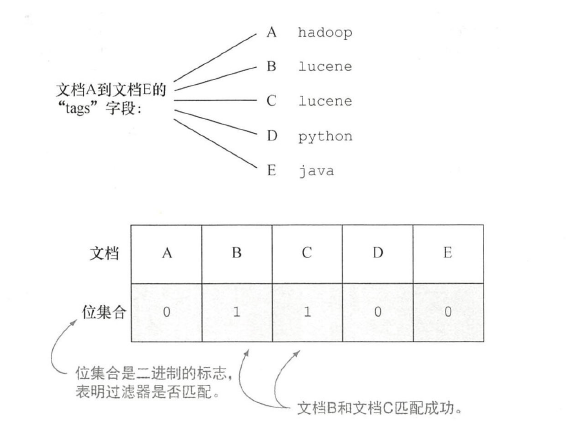 A hadoop
B lucene
文档A到文档E的
“tags”字段:
C lucene
D python
E java
文档 A B C D E
位集合 0 1 1 0 0
位集合是二进制的标志，
表明过滤器是否匹配。
文档B和文档C匹配成功。